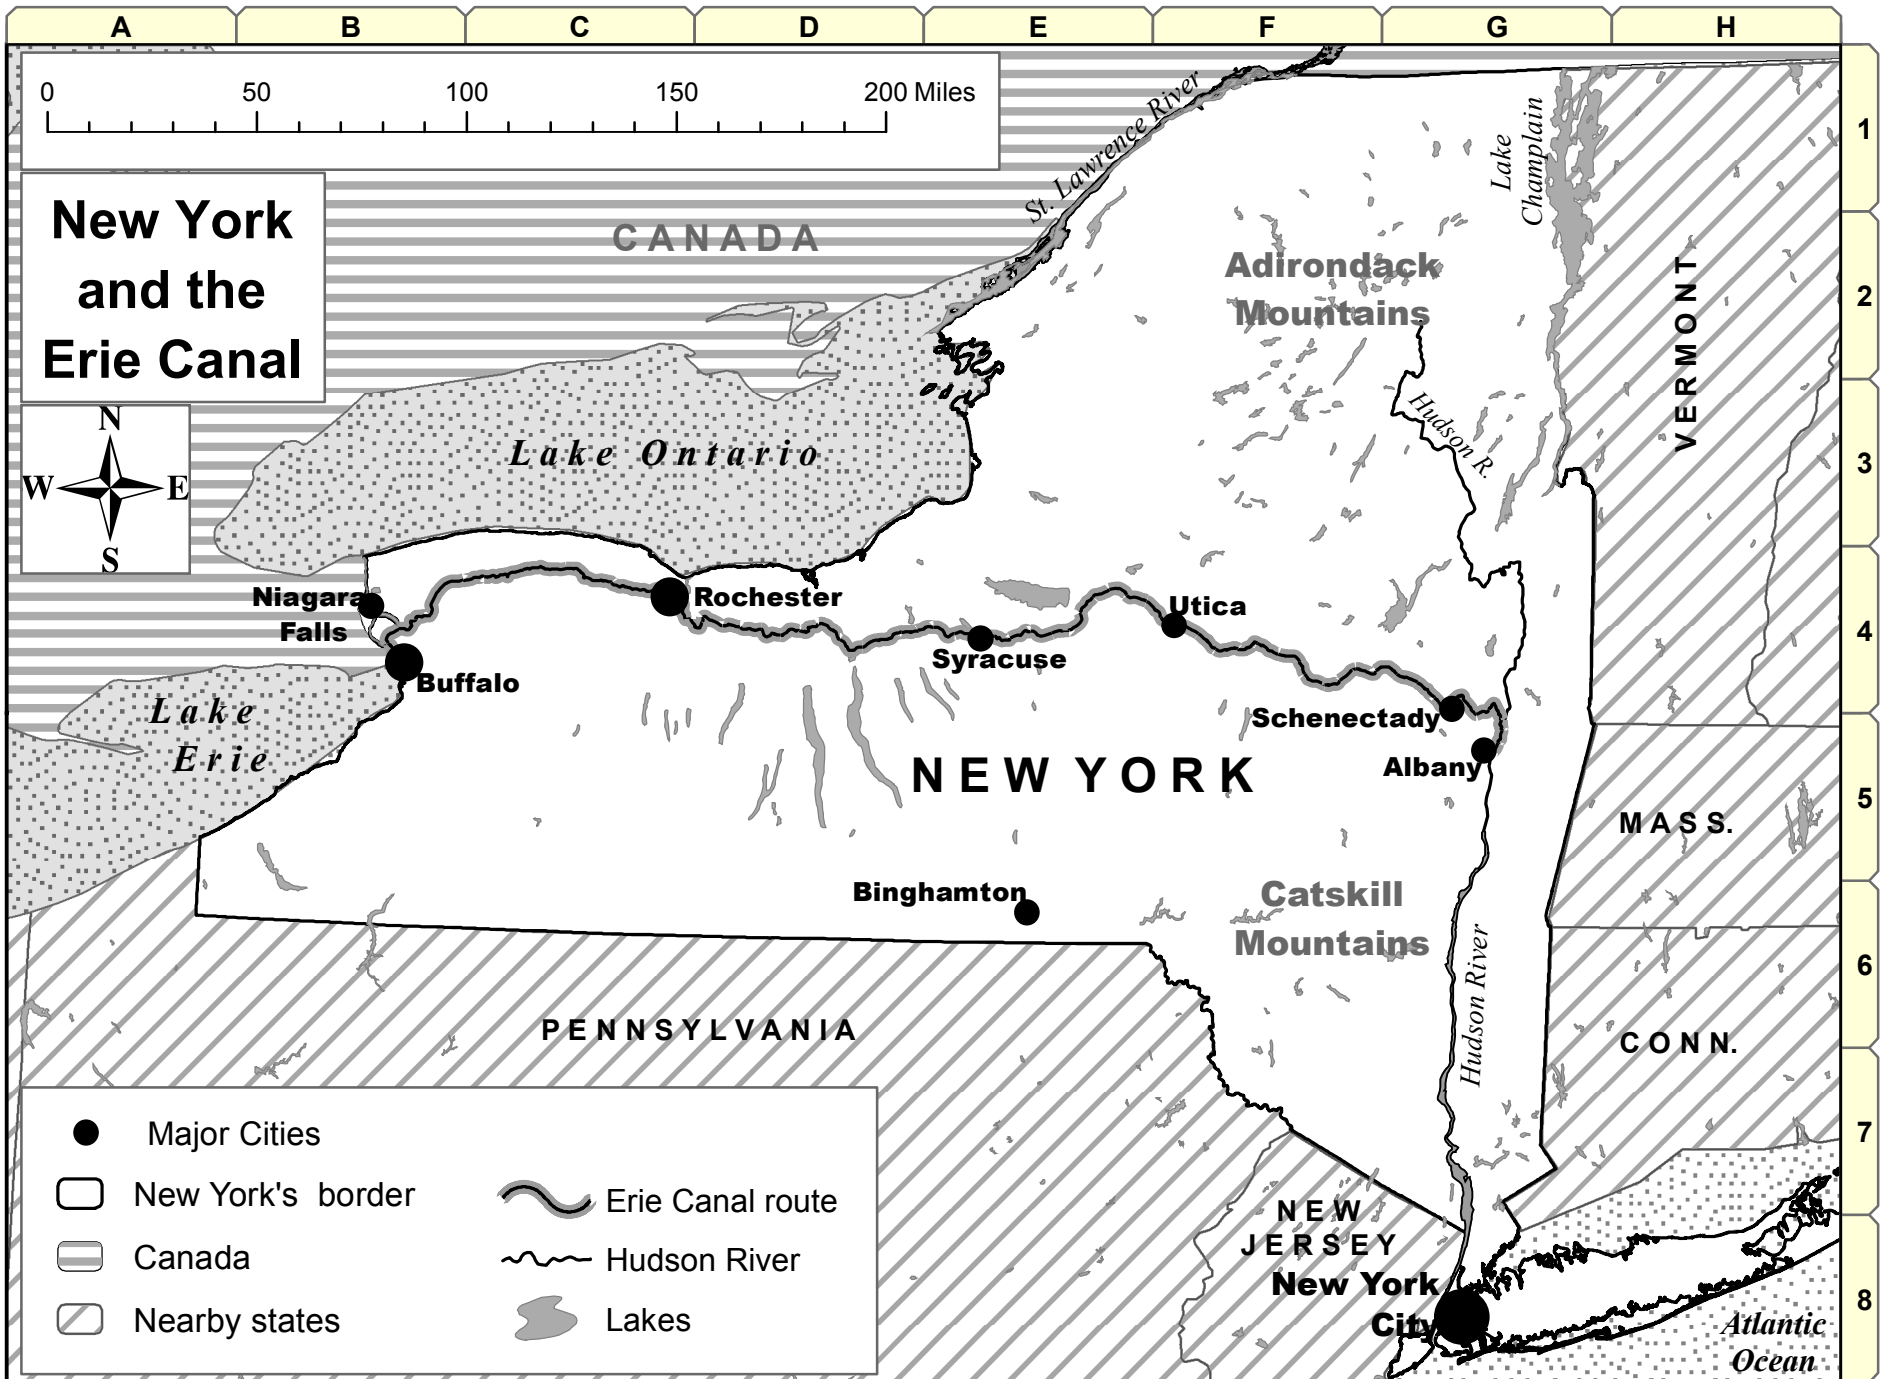 A B C D E F G H
0 50 100 150 200 Miles
New York
and the
Erie Canal
N
W E
S
1
2
3
4
5
6
7
8
CANADA
St. Lawrence River
Lake
Champlain
Adirondack
Mountains
VERMONT
Lake Ontario
Hudson R.
Niagara
Falls
Rochester
Utica
Syracuse
Buffalo
Lake
Erie
Schenectady
Albany
NEW YORK
MASS.
Binghamton
Catskill
Mountains
Hudson River
PENNSYLVANIA
CONN.
NEW
JERSEY
New York
City
Atlantic
Ocean
Major Cities
New York's border
Canada
Nearby states
Erie Canal route
Hudson River
Lakes